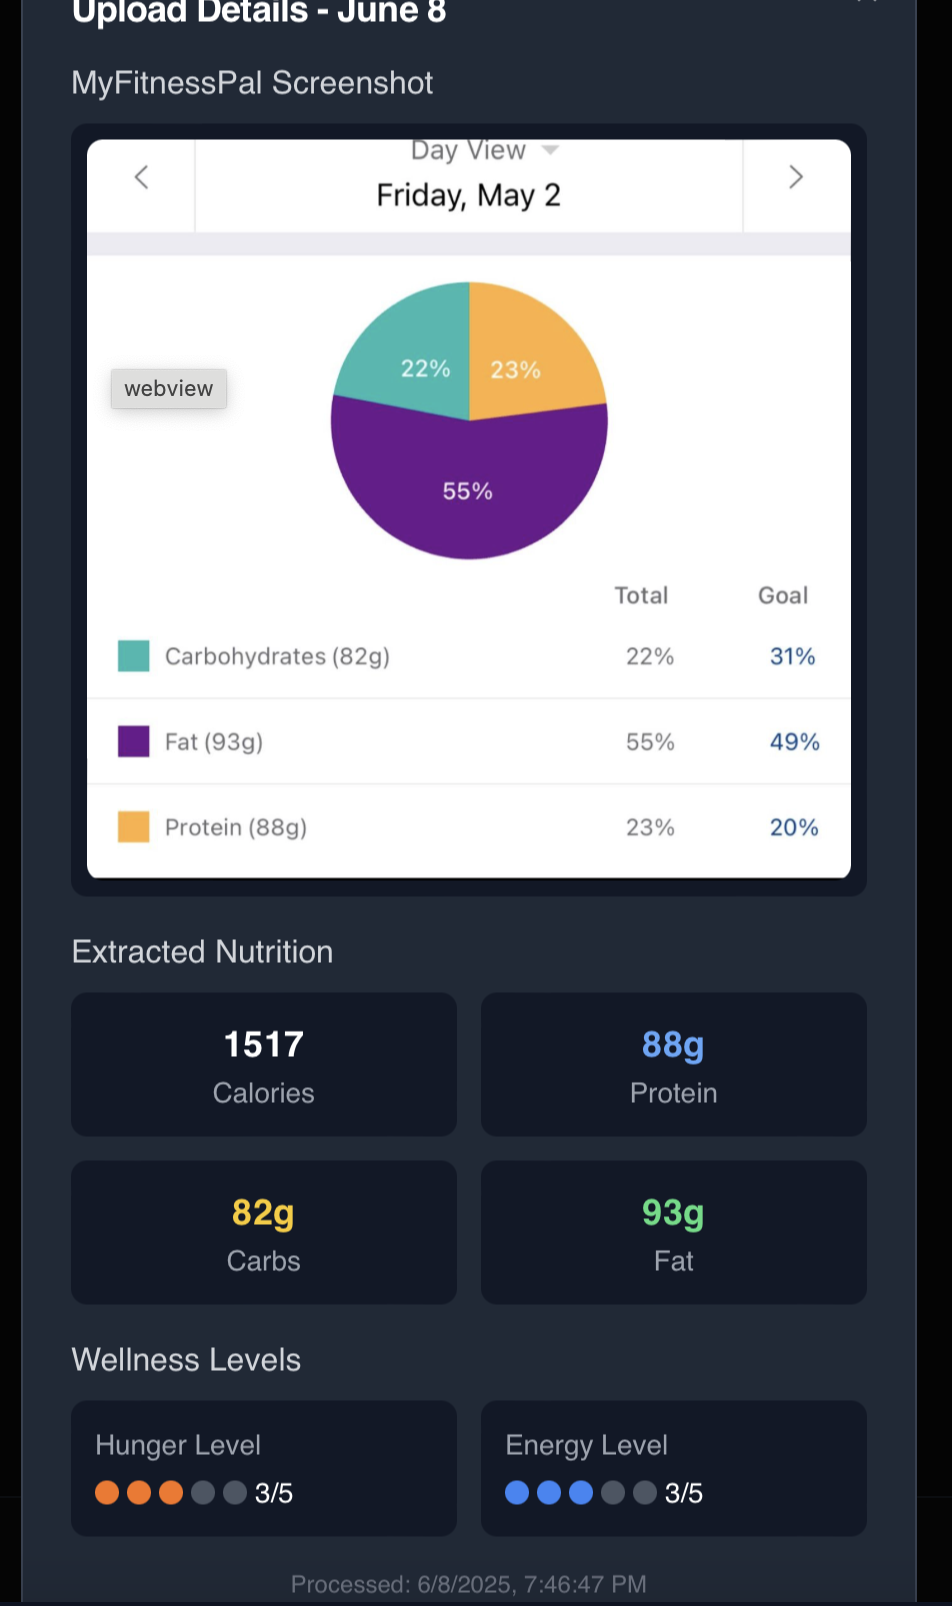 Upload Details - June 8
MyFitnessPal Screenshot
Day View
Friday, May 2
22%
23%
webview
55%
Total Goal
Carbohydrates (82g) 22% 31%
Fat (93g) 55% 49%
Protein (88g) 23% 20%
Extracted Nutrition
1517
Calories
88g
Protein
82g
Carbs
93g
Fat
Wellness Levels
Hunger Level
3/5
Energy Level
3/5
Processed: 6/8/2025, 7:46:47 PM